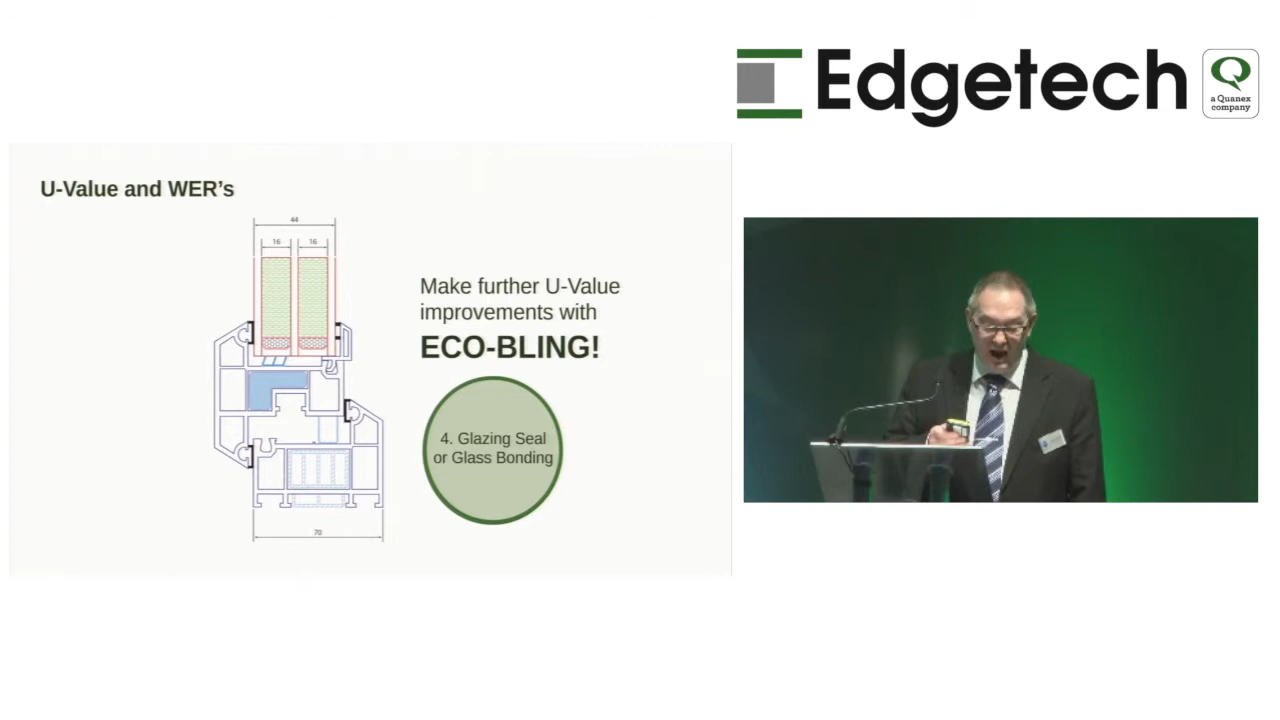 Edgetech
a Quanex
company
U-Value and WER's
44
16
16
Make further U-Value
improvements with
ECO-BLING!
4. Glazing Seal
or Glass Bonding
70